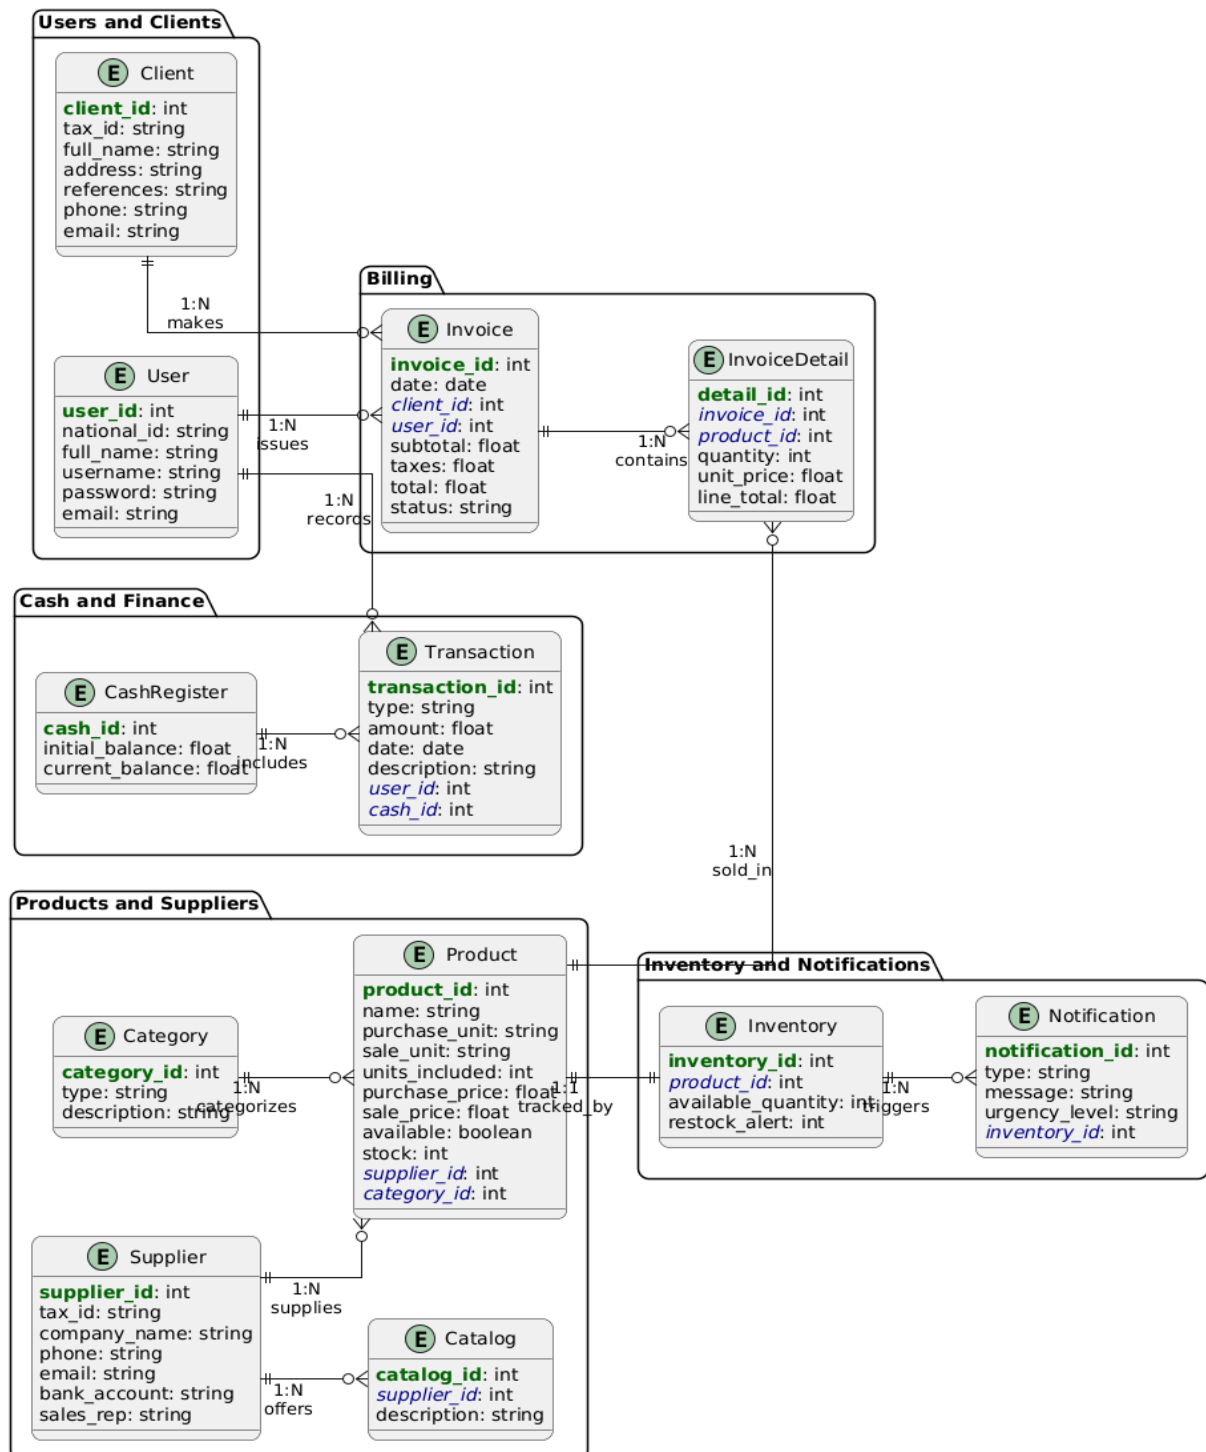 Users and Clients
E Client
client_id: int
tax_id: string
full_name: string
address: string
references: string
phone: string
email: string
1:N
makes
E User
user_id: int
national_id: string
full_name: string
username: string
password: string
email: string
1:N
issues
1:N
records
Billing
E Invoice
invoice_id: int
date: date
client_id: int
user_id: int
subtotal: float
taxes: float
total: float
status: string
1:N
contains
E InvoiceDetail
detail_id: int
invoice_id: int
product_id: int
quantity: int
unit_price: float
line_total: float
Cash and Finance
E CashRegister
cash_id: int
initial_balance: float
current_balance: float
1:N
includes
E Transaction
transaction_id: int
type: string
amount: float
date: date
description: string
user_id: int
cash_id: int
1:N
sold_in
Products and Suppliers
E Category
category_id: int
type: string
description: string
1:N
categorizes
E Product
product_id: int
name: string
purchase_unit: string
sale_unit: string
units_included: int
purchase_price: float
sale_price: float
available: boolean
stock: int
supplier_id: int
category_id: int
1:1
tracked_by
Inventory and Notifications
E Inventory
inventory_id: int
product_id: int
available_quantity: int
restock_alert: int
1:N
triggers
E Notification
notification_id: int
type: string
message: string
urgency_level: string
inventory_id: int
E Supplier
supplier_id: int
tax_id: string
company_name: string
phone: string
email: string
bank_account: string
sales_rep: string
1:N
supplies
1:N
offers
E Catalog
catalog_id: int
supplier_id: int
description: string